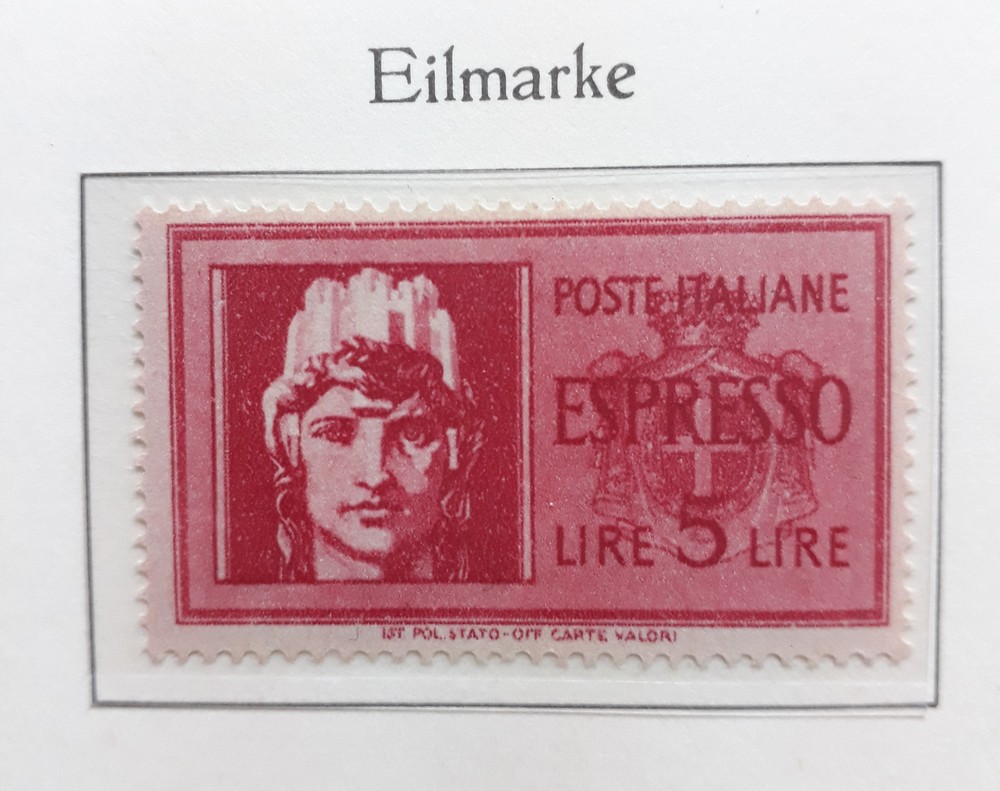 Eilmarke
POSTE ITALIANE
ESPRESSO
LIRE 5 LIRE
IST POL. STATO-OFF CARTE VALORI